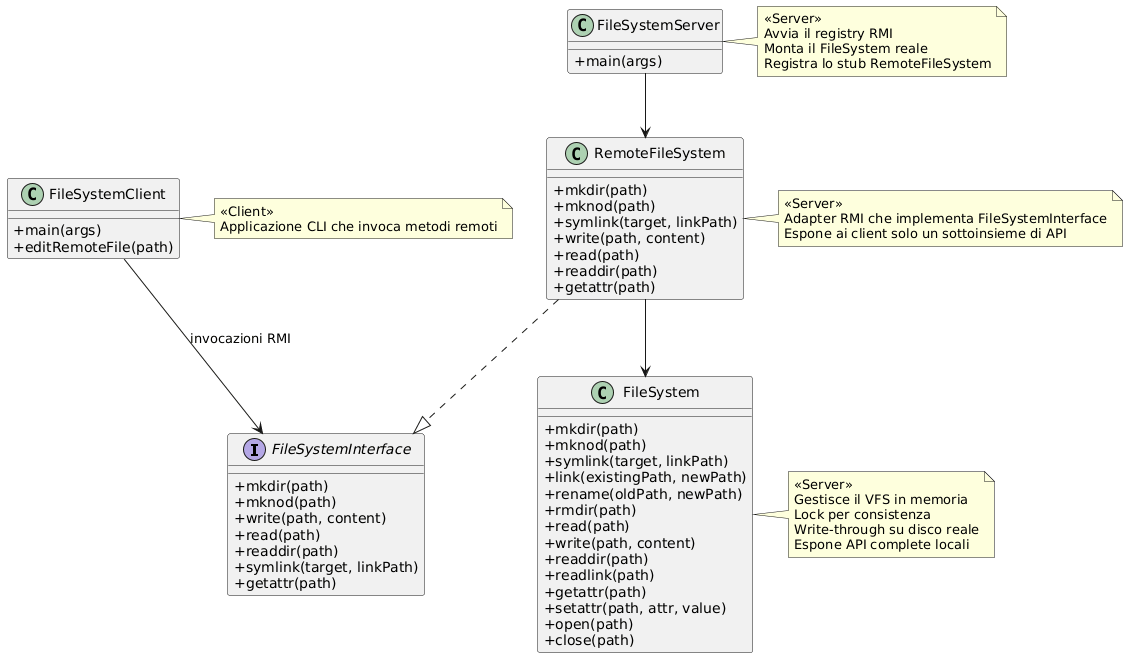 C FileSystemServer
+main(args)
«Server»
Avvia il registry RMI
Monta il FileSystem reale
Registra lo stub RemoteFileSystem
C RemoteFileSystem
+mkdir(path)
+mknod(path)
+symlink(target, linkPath)
+write(path, content)
+read(path)
+readdir(path)
+getattr(path)
«Server»
Adapter RMI che implementa FileSystemInterface
Espone ai client solo un sottoinsieme di API
C FileSystemClient
+main(args)
+editRemoteFile(path)
«Client»
Applicazione CLI che invoca metodi remoti
invocazioni RMI
I FileSystemInterface
+mkdir(path)
+mknod(path)
+write(path, content)
+read(path)
+readdir(path)
+symlink(target, linkPath)
+getattr(path)
C FileSystem
+mkdir(path)
+mknod(path)
+symlink(target, linkPath)
+link(existingPath, newPath)
+rename(oldPath, newPath)
+rmdir(path)
+read(path)
+write(path, content)
+readdir(path)
+readlink(path)
+getattr(path)
+setattr(path, attr, value)
+open(path)
+close(path)
«Server»
Gestisce il VFS in memoria
Lock per consistenza
Write-through su disco reale
Espone API complete locali